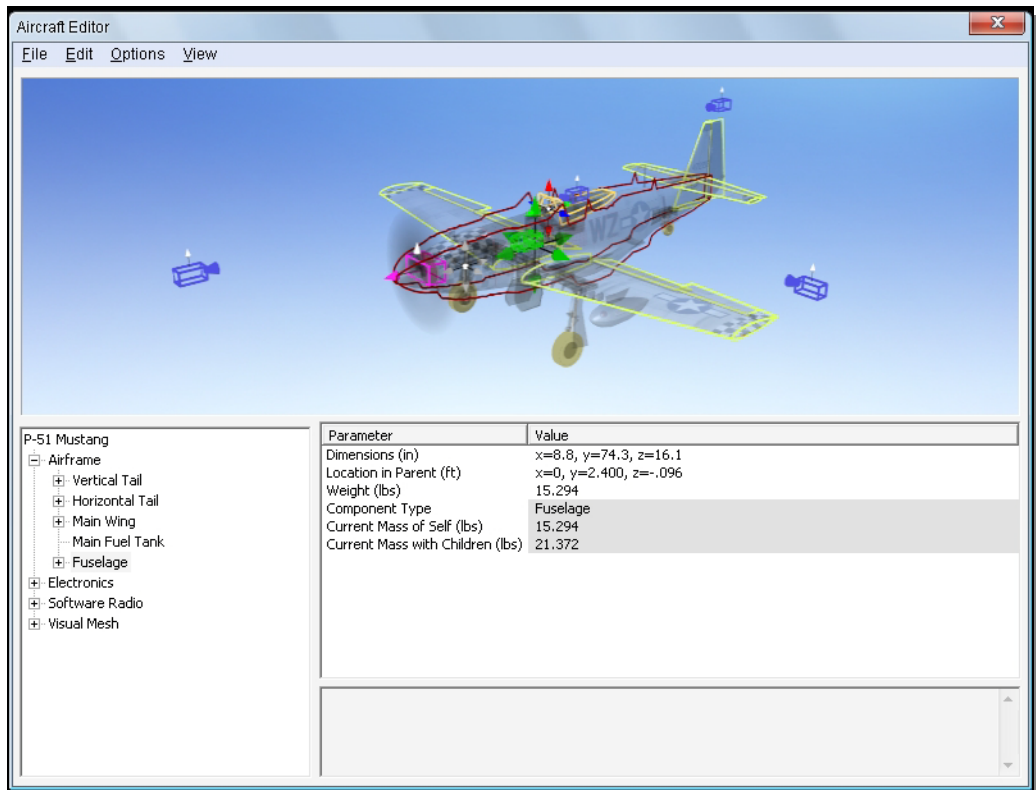 Aircraft Editor
File Edit Options View
WZ
P-51 Mustang
Airframe
Vertical Tail
Horizontal Tail
Main Wing
Main Fuel Tank
Fuselage
Electronics
Software Radio
Visual Mesh
Parameter Value
Dimensions (in) x=8.8, y=74.3, z=16.1
Location in Parent (ft) x=0, y=2.400, z=-.096
Weight (lbs) 15.294
Component Type Fuselage
Current Mass of Self (lbs) 15.294
Current Mass with Children (lbs) 21.372